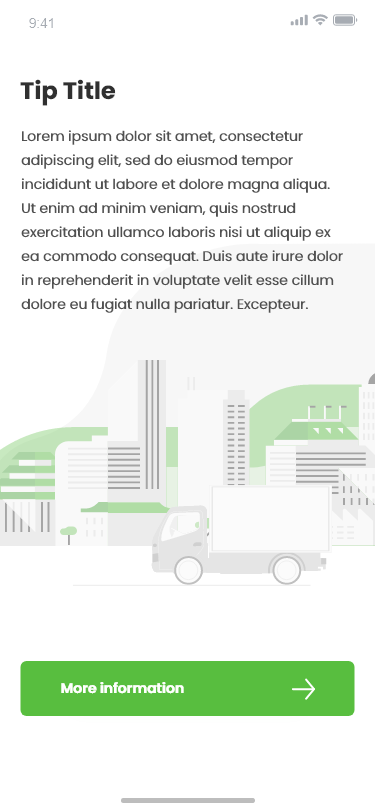 9:41
Tip Title
Lorem ipsum dolor sit amet, consectetur
adipiscing elit, sed do eiusmod tempor
incididunt ut labore et dolore magna aliqua.
Ut enim ad minim veniam, quis nostrud
exercitation ullamco laboris nisi ut aliquip ex
ea commodo consequat. Duis aute irure dolor
in reprehenderit in voluptate velit esse cillum
dolore eu fugiat nulla pariatur. Excepteur.
More information